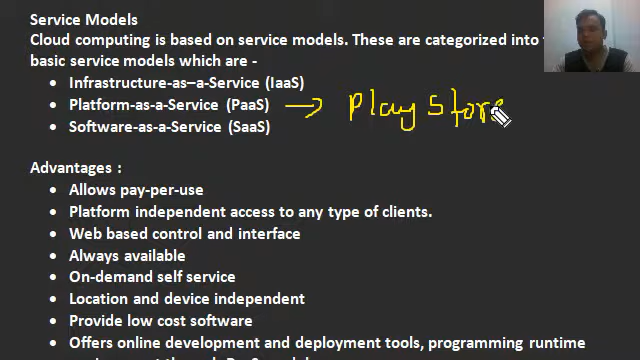 Service Models
Cloud computing is based on service models. These are categorized into
basic service models which are -
• Infrastructure-as–a-Service (IaaS)
• Platform-as-a-Service (PaaS) → Play Store
• Software-as-a-Service (SaaS)
Advantages :
• Allows pay-per-use
• Platform independent access to any type of clients.
• Web based control and interface
• Always available
• On-demand self service
• Location and device independent
• Provide low cost software
• Offers online development and deployment tools, programming runtime